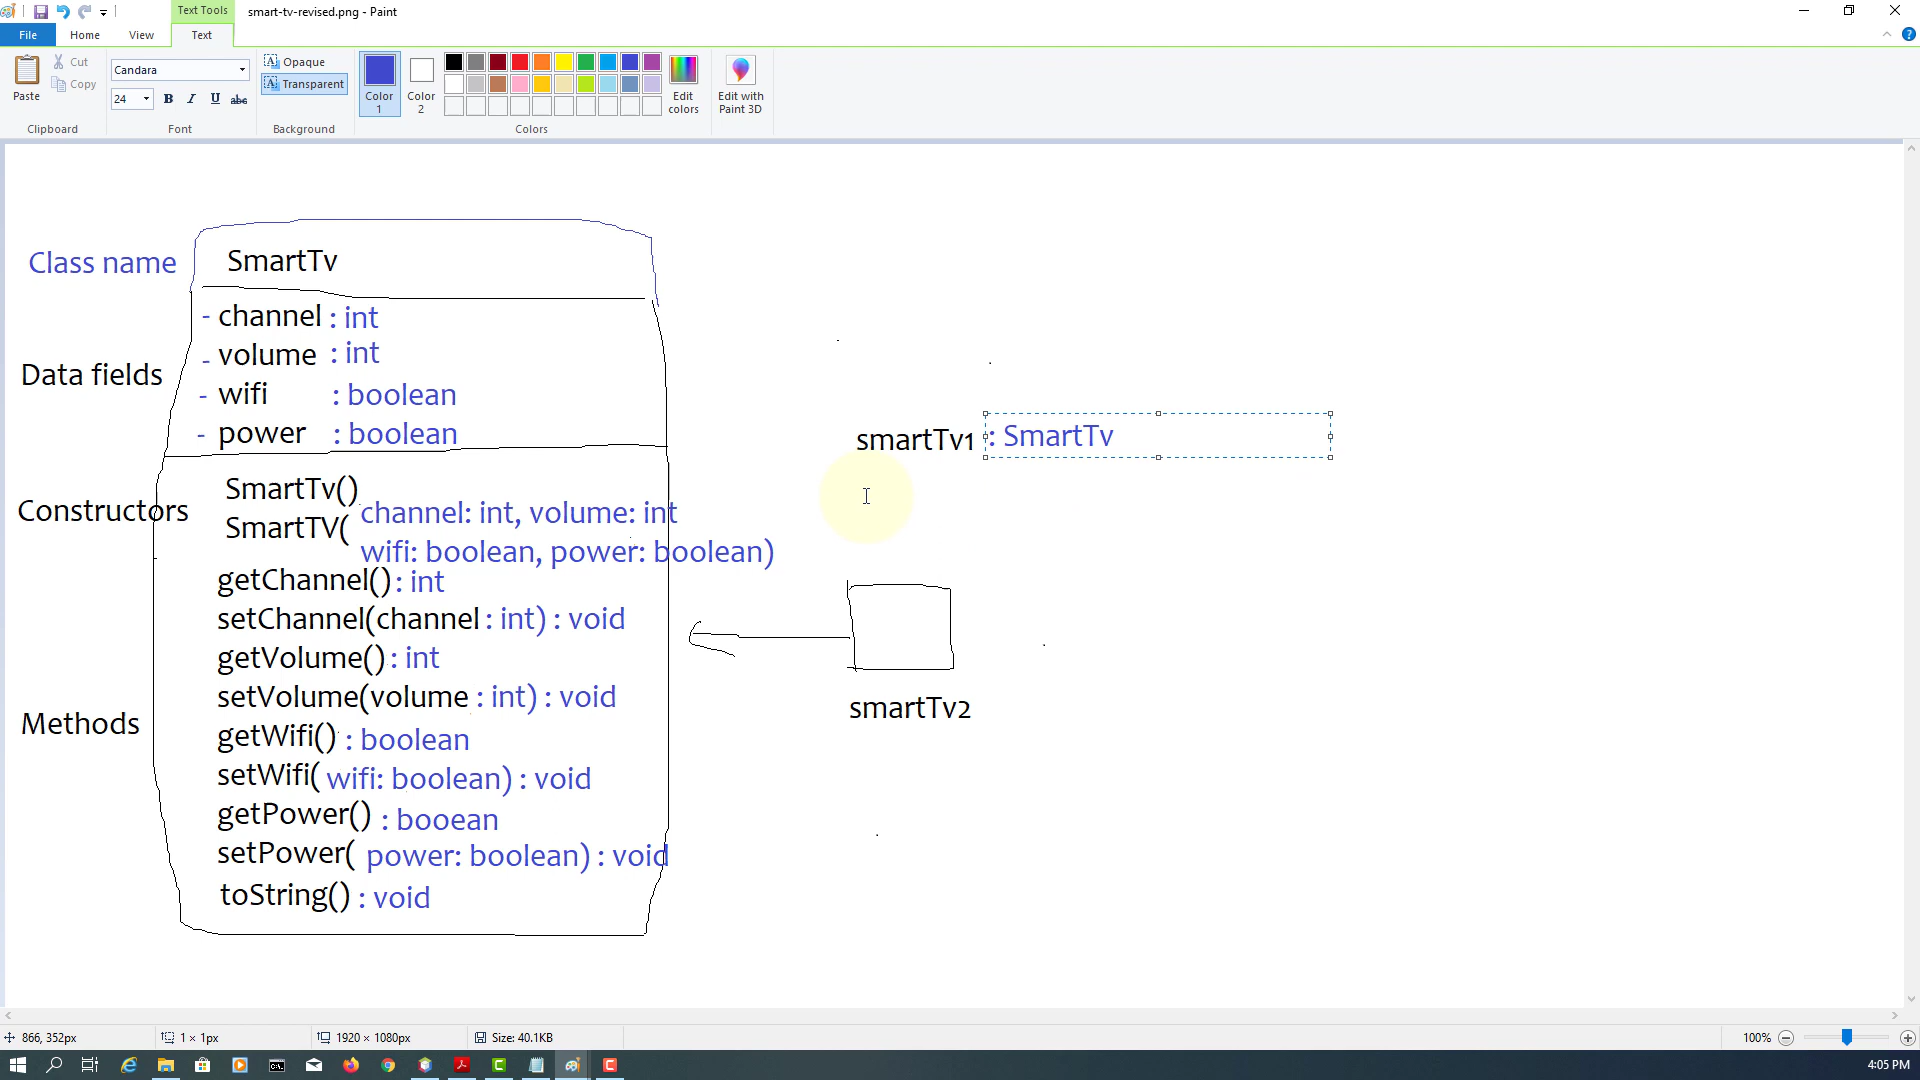 Text Tools
smart-tv-revised.png - Paint
File
Home
View
Text
Paste
Cut
Copy
Clipboard
Candara
24
B I U abc
Font
Opaque
Transparent
Background
Color 1
Color 2
Edit colors
Colors
Edit with Paint 3D
Class name
SmartTv
Data fields
- channel : int
- volume : int
- wifi : boolean
- power : boolean
Constructors
SmartTv()
SmartTV( channel: int, volume: int
wifi: boolean, power: boolean)
Methods
getChannel() : int
setChannel(channel : int) : void
getVolume() : int
setVolume(volume : int) : void
getWifi() : boolean
setWifi( wifi: boolean) : void
getPower() : booean
setPower( power: boolean) : void
toString() : void
smartTv1 : SmartTv
smartTv2
866, 352px
1 × 1px
1920 × 1080px
Size: 40.1KB
100%
4:05 PM